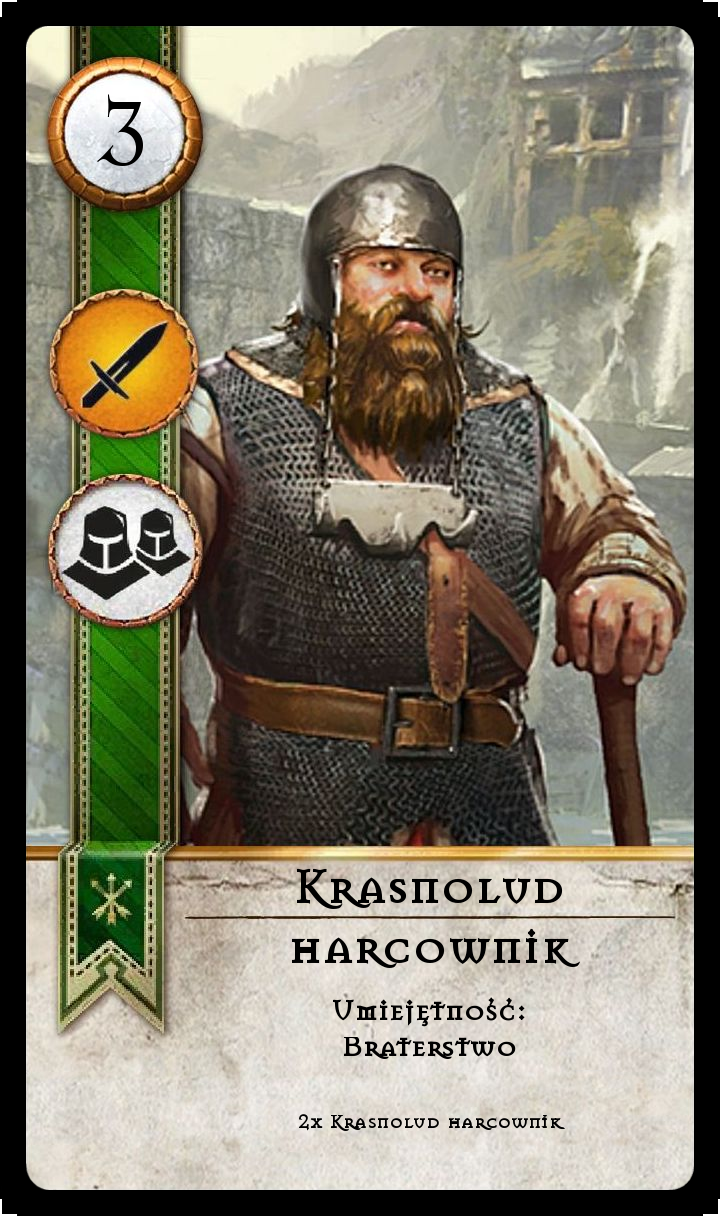 3
Krasnolud
harcownik
Umiejętność:
Braterstwo
2x Krasnolud harcownik